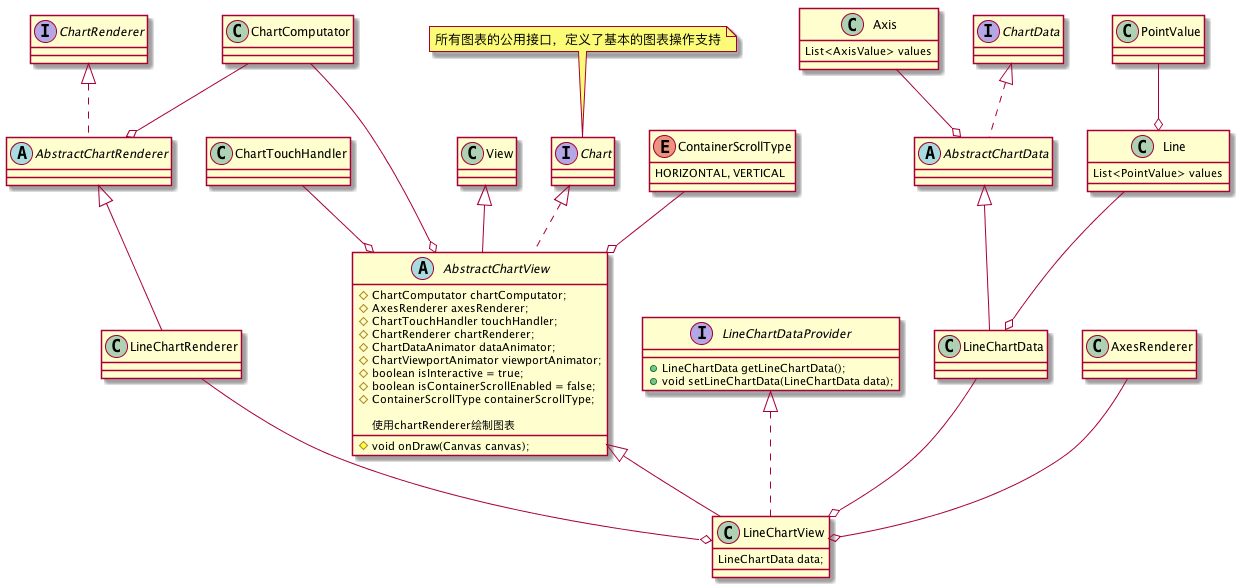 I ChartRenderer
C ChartComputator
所有图表的公用接口，定义了基本的图表操作支持
C Axis
List<AxisValue> values
I ChartData
C PointValue
A AbstractChartRenderer
C ChartTouchHandler
C View
I Chart
E ContainerScrollType
HORIZONTAL, VERTICAL
A AbstractChartData
C Line
List<PointValue> values
A AbstractChartView
ChartComputator chartComputator;
AxesRenderer axesRenderer;
ChartTouchHandler touchHandler;
ChartRenderer chartRenderer;
ChartDataAnimator dataAnimator;
ChartViewportAnimator viewportAnimator;
boolean isInteractive = true;
boolean isContainerScrollEnabled = false;
ContainerScrollType containerScrollType;
使用chartRenderer绘制图表
void onDraw(Canvas canvas);
C LineChartRenderer
I LineChartDataProvider
LineChartData getLineChartData();
void setLineChartData(LineChartData data);
C LineChartData
C AxesRenderer
C LineChartView
LineChartData data;